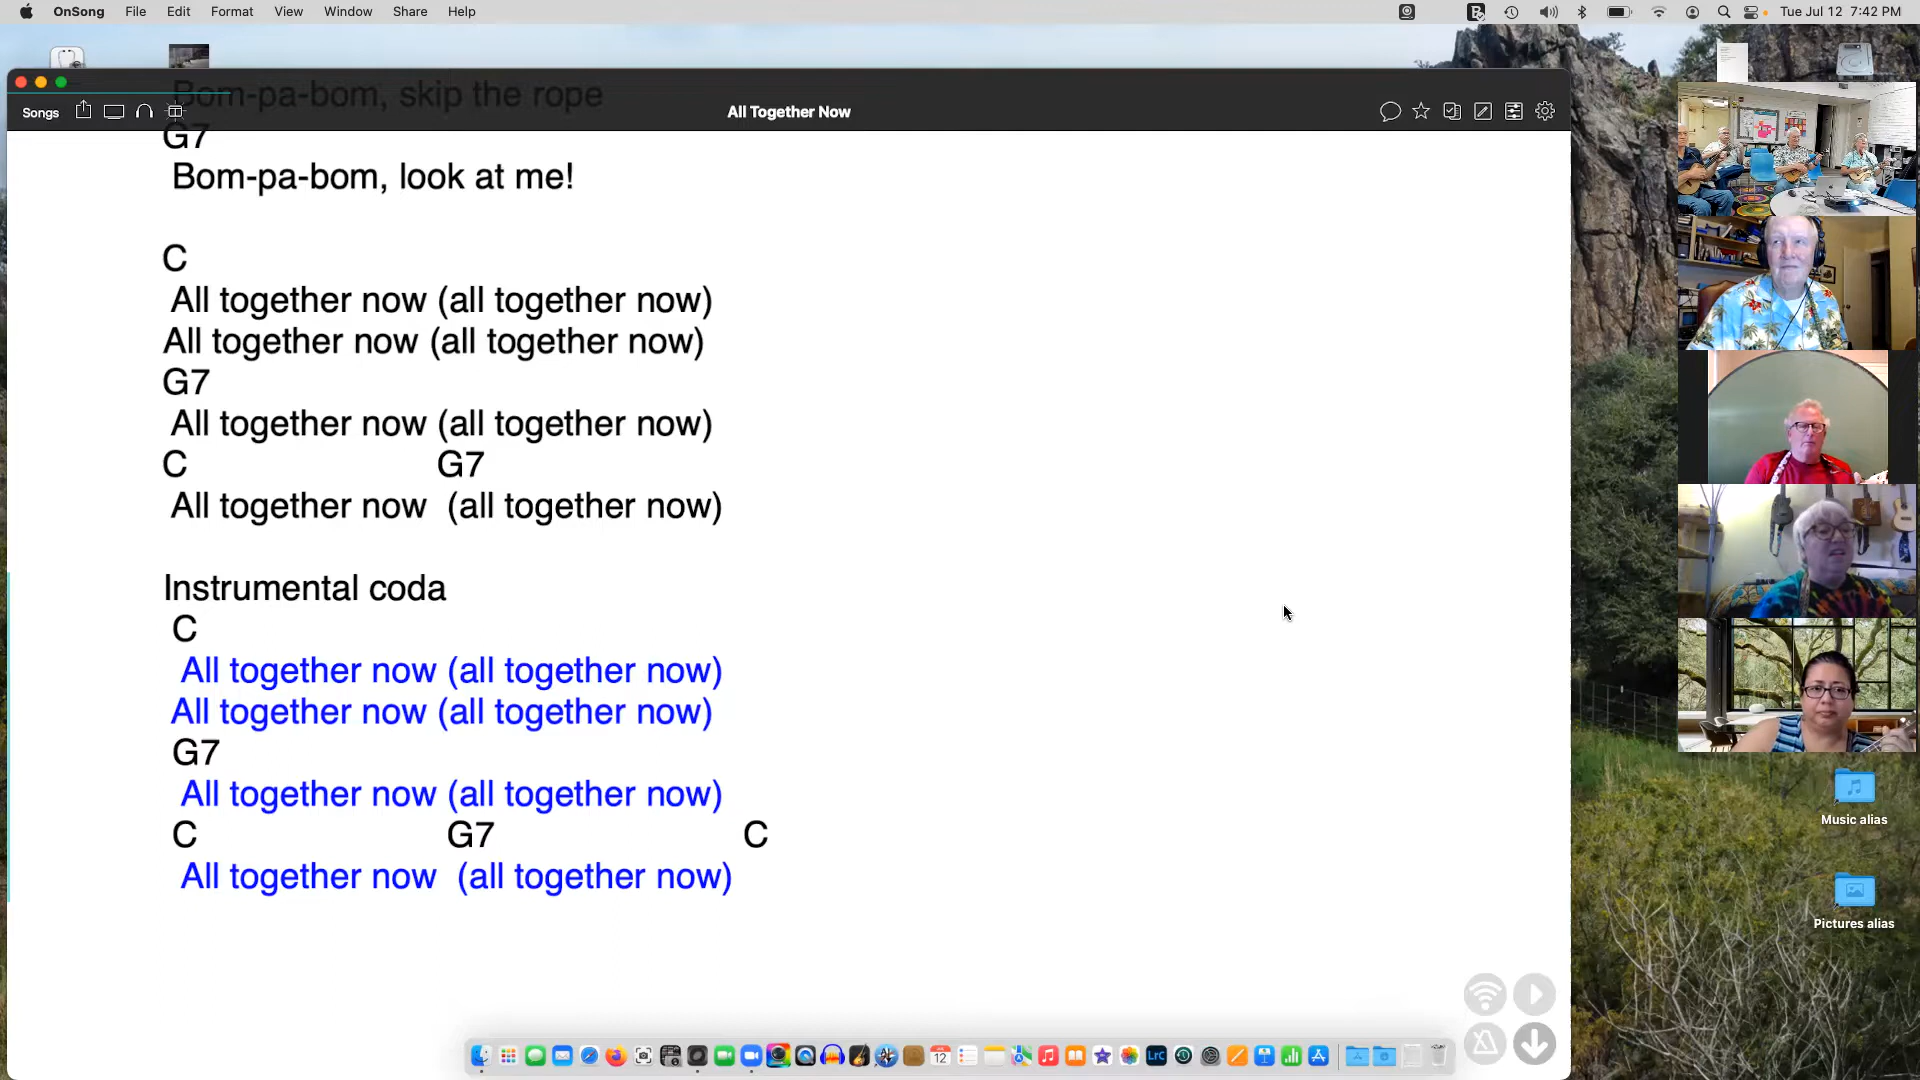 OnSong File Edit Format View Window Share Help Tue Jul 12 7:42 PM
Bom-pa-bom, skip the rope
Songs All Together Now
G7
Bom-pa-bom, look at me!
C
All together now (all together now)
All together now (all together now)
G7
All together now (all together now)
C G7
All together now (all together now)
Instrumental coda
C
All together now (all together now)
All together now (all together now)
G7
All together now (all together now)
C G7 C
All together now (all together now)
Music alias
Pictures alias
12
LrC